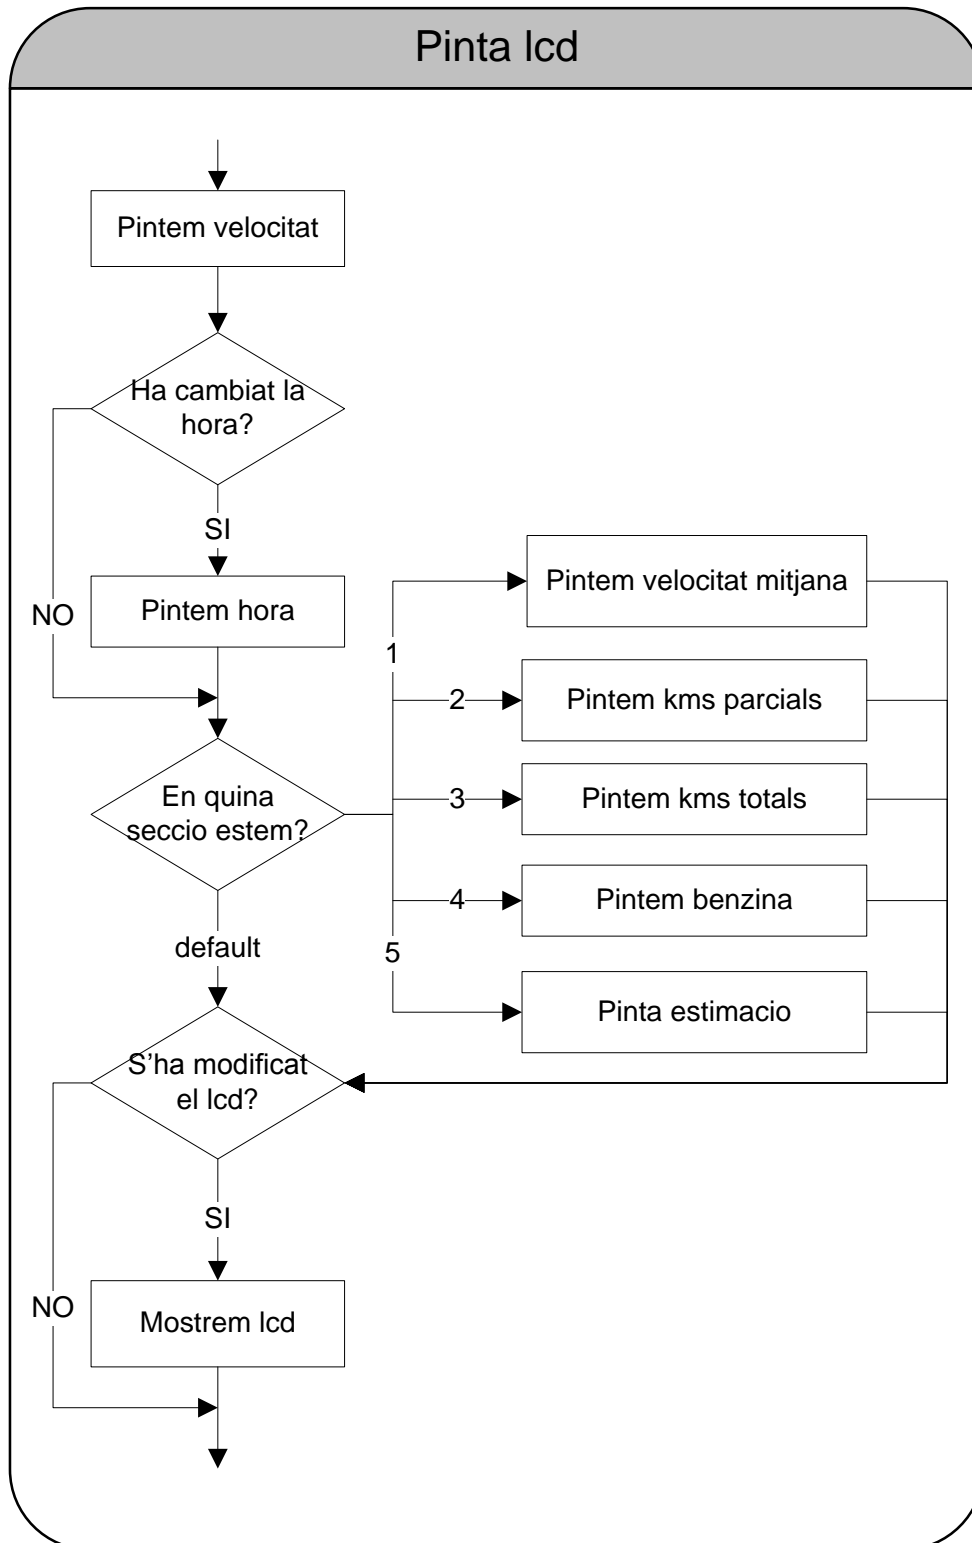 Pinta lcd
Pintem velocitat
Ha cambiat la
hora?
SI
NO
Pintem hora
En quina
seccio estem?
1
Pintem velocitat mitjana
2
Pintem kms parcials
3
Pintem kms totals
4
Pintem benzina
5
Pinta estimacio
default
S'ha modificat
el lcd?
SI
NO
Mostrem lcd